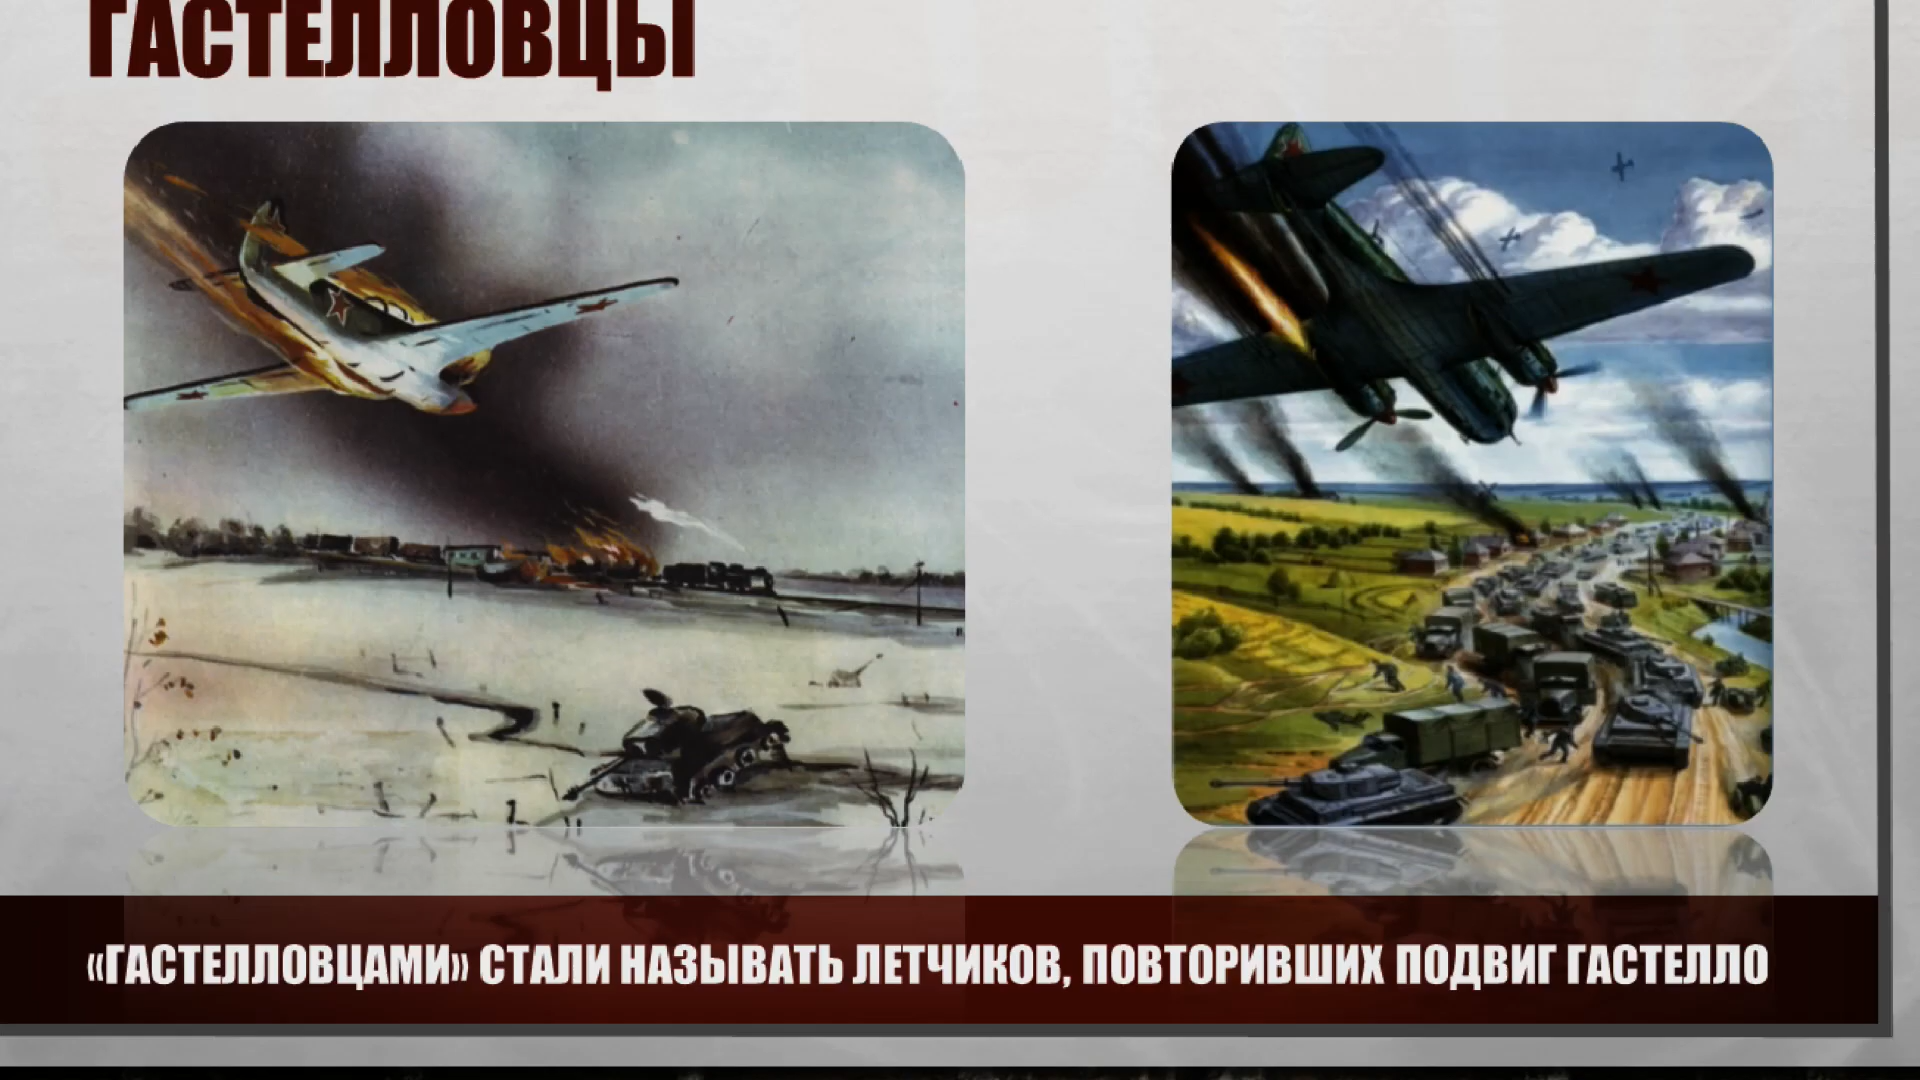 ГАСТЕЛЛОВЦЫ
«ГАСТЕЛЛОВЦАМИ» СТАЛИ НАЗЫВАТЬ ЛЕТЧИКОВ, ПОВТОРИВШИХ ПОДВИГ ГАСТЕЛЛО